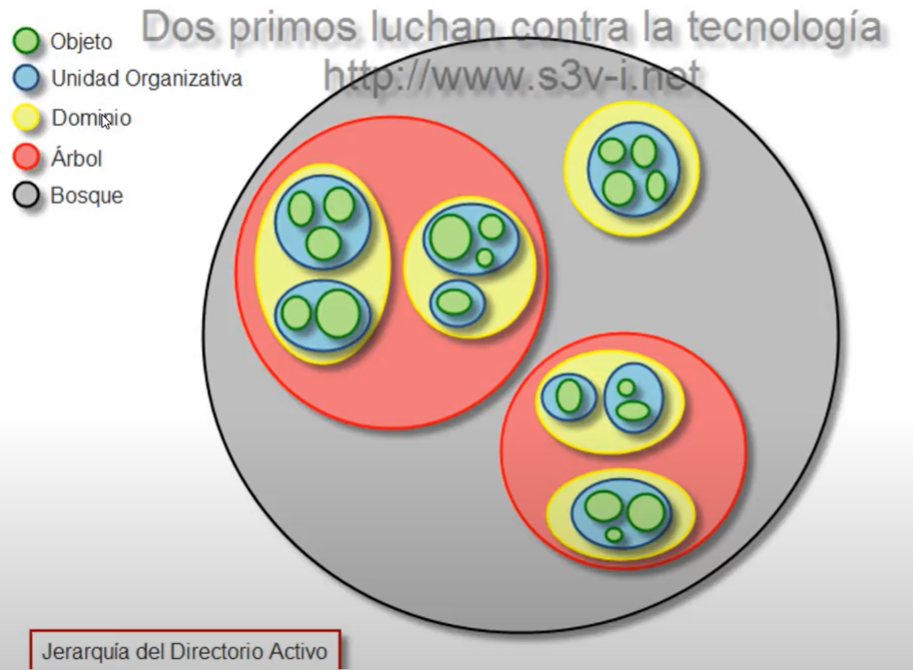 Dos primos luchan contra la tecnología
http://www.s3v-i.net
Objeto
Unidad Organizativa
Dominio
Árbol
Bosque
Jerarquía del Directorio Activo